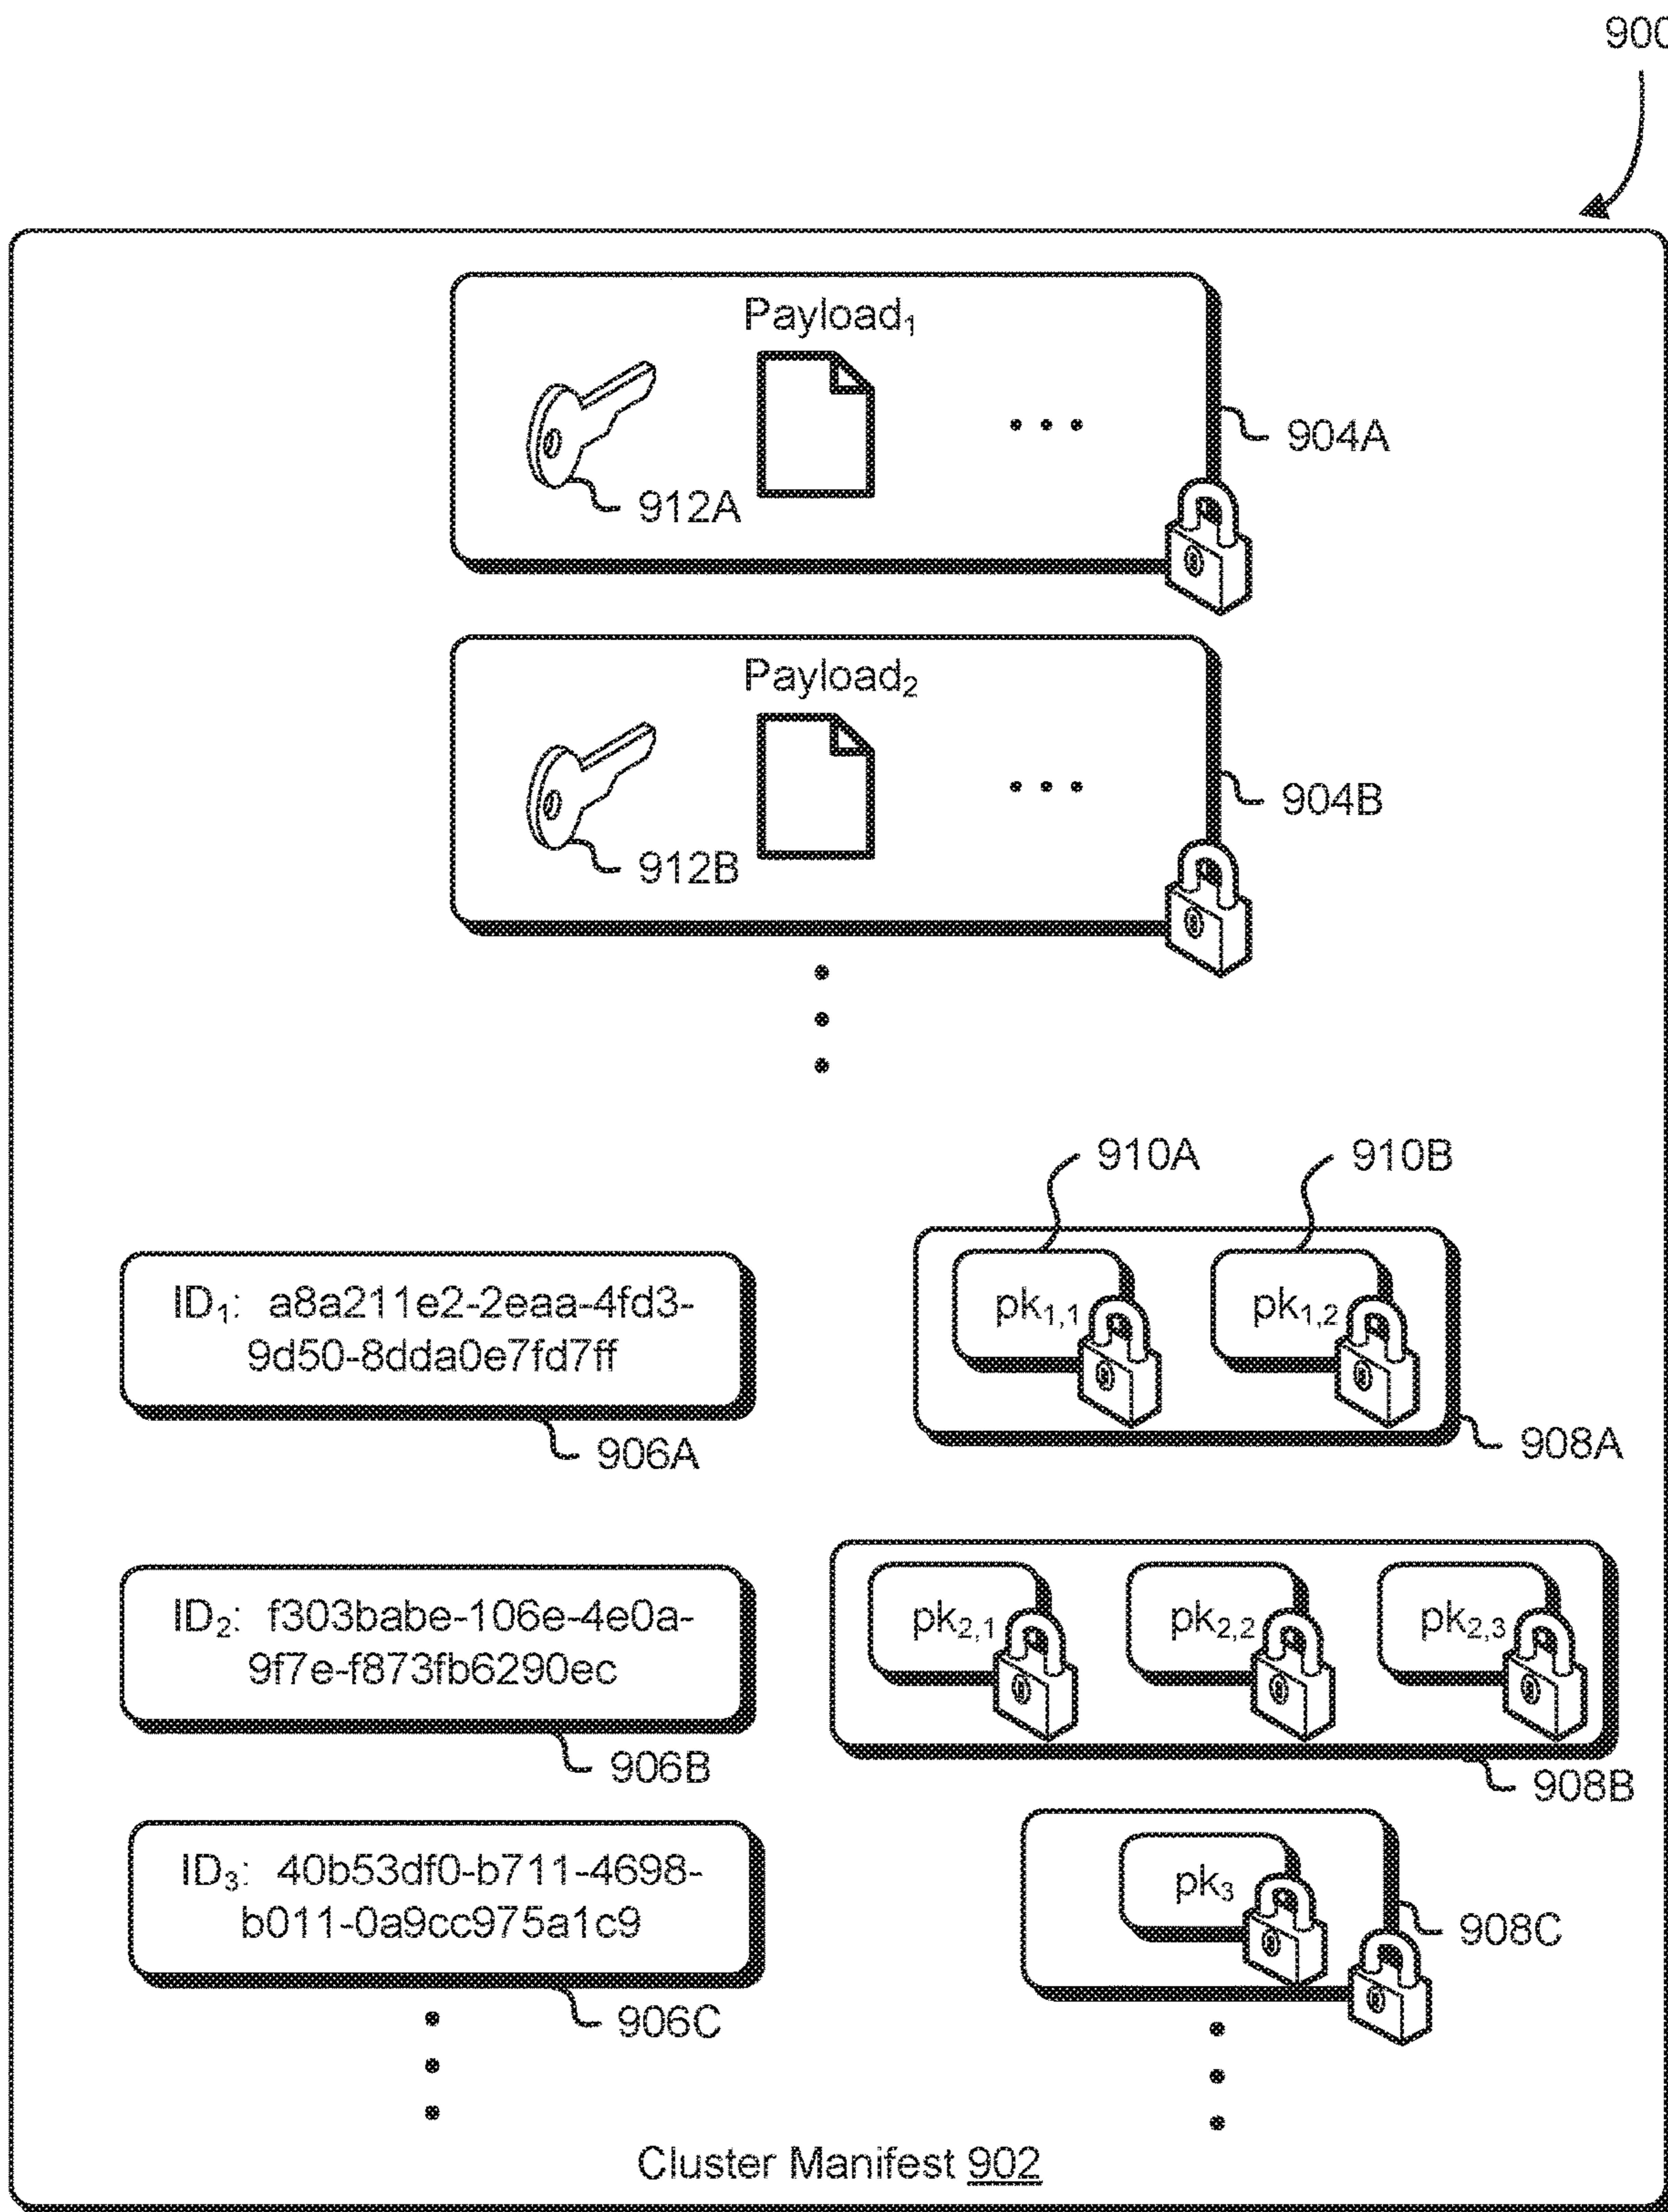 900
Payload₁
904A
912A
Payload₂
904B
912B
910A
910B
ID₁: a8a211e2-2eaa-4fd3-
9d50-8dda0e7fd7ff
pk₁,₁
pk₁,₂
906A
908A
ID₂: f303babe-106e-4e0a-
9f7e-f873fb6290ec
pk₂,₁
pk₂,₂
pk₂,₃
906B
908B
ID₃: 40b53df0-b711-4698-
b011-0a9cc975a1c9
pk₃
908C
906C
Cluster Manifest 902